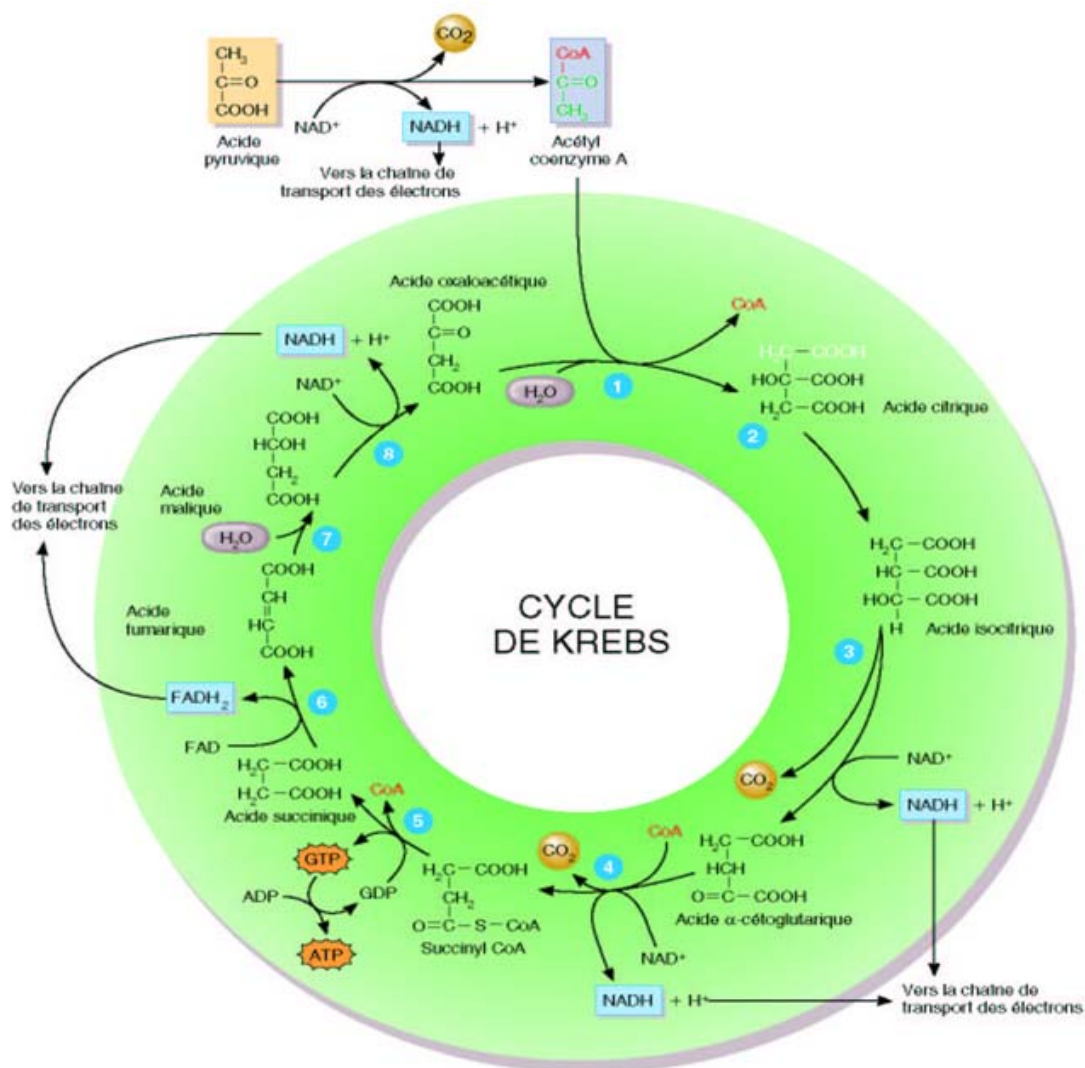 CO2
CH3
C=O
COOH
Acide
pyruvique
NAD+
NADH + H+
Vers la chaîne de
transport des électrons
CoA
C=O
CH3
Acétyl
coenzyme A
Acide oxaloacétique
COOH
C=O
CH2
COOH
H2O
1
CoA
H2C – COOH
HOC – COOH
H2C – COOH
Acide citrique
2
H2C – COOH
HC – COOH
HOC – COOH
H
Acide isocitrique
3
CO2
NAD+
NADH + H+
Vers la chaîne de
transport des électrons
H2C – COOH
HCH
O=C – COOH
Acide α-cétoglutarique
CoA
4
CO2
NAD+
NADH + H+
H2C – COOH
CH2
O=C – S – CoA
Succinyl CoA
5
CoA
GTP
GDP
ADP
ATP
H2C – COOH
H2C – COOH
Acide succinique
6
FAD
FADH2
COOH
CH
HC
COOH
Acide
fumarique
7
H2O
COOH
HCOH
CH2
COOH
Acide
malique
8
NAD+
NADH + H+
Vers la chaîne
de transport
des électrons
CYCLE
DE KREBS